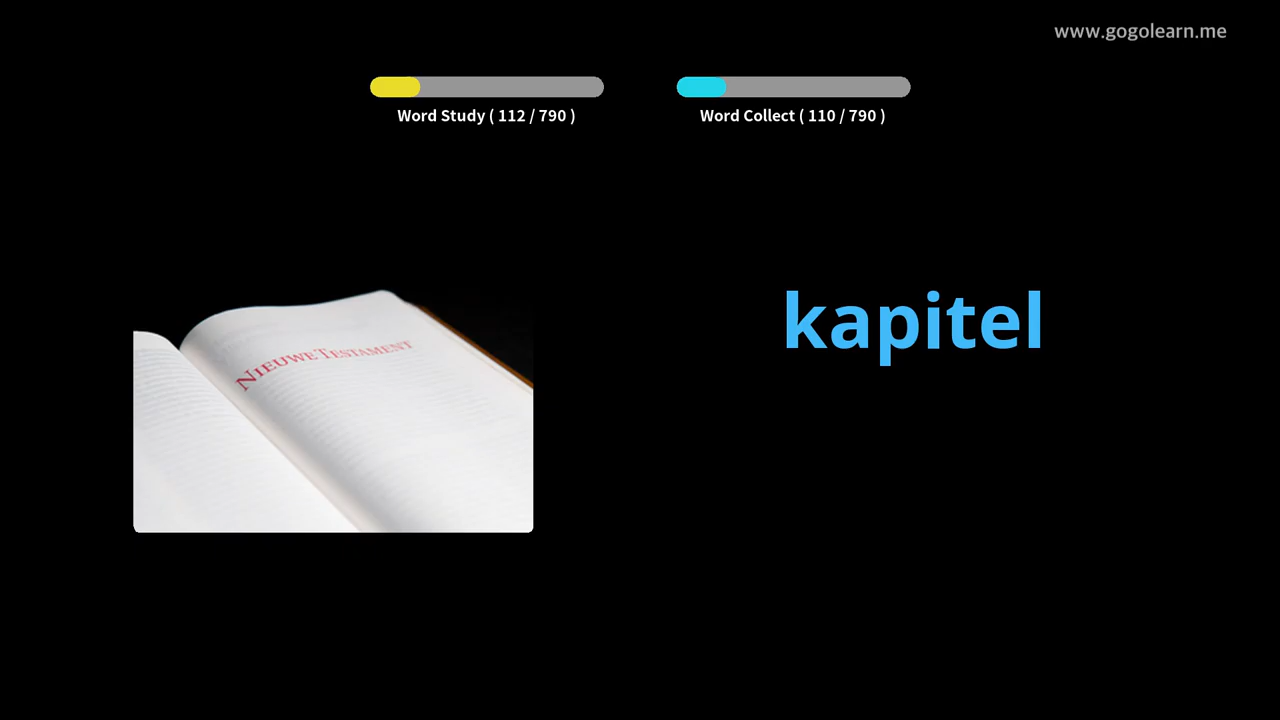 www.gogolearn.me
Word Study ( 112 / 790 )
Word Collect ( 110 / 790 )
NIEUWE TESTAMENT
kapitel